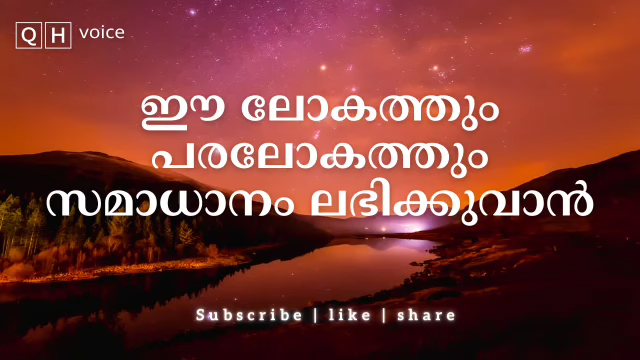 QH voice
ഈ ലോകത്തും
പരലോകത്തും
സമാധാനം ലഭിക്കുവാൻ
Subscribe | like | share